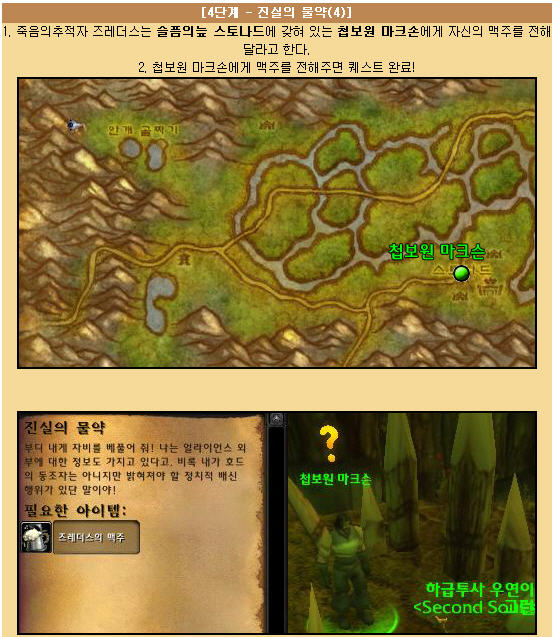 [4단계 - 진실의 물약(4)]
1. 죽음의추적자 즈레더스는 슬픔의늪 스토나드에 갖혀 있는 첩보원 마크손에게 자신의 맥주를 전해
달라고 한다.
2. 첩보원 마크손에게 맥주를 전해주면 퀘스트 완료!
안개 골짜기
첩보원 마크손
스토나드
진실의 물약
부디 내게 자비를 베풀어 줘! 나는 얼라이언스 외
부에 대한 정보도 가지고 있다고. 비록 내가 호드
의 동조자는 아니지만 밝혀져야 할 정치적 배신
행위가 있단 말이야!
필요한 아이템:
즈레더스의 맥주
첩보원 마크손
하급투사 우연이
<Second So